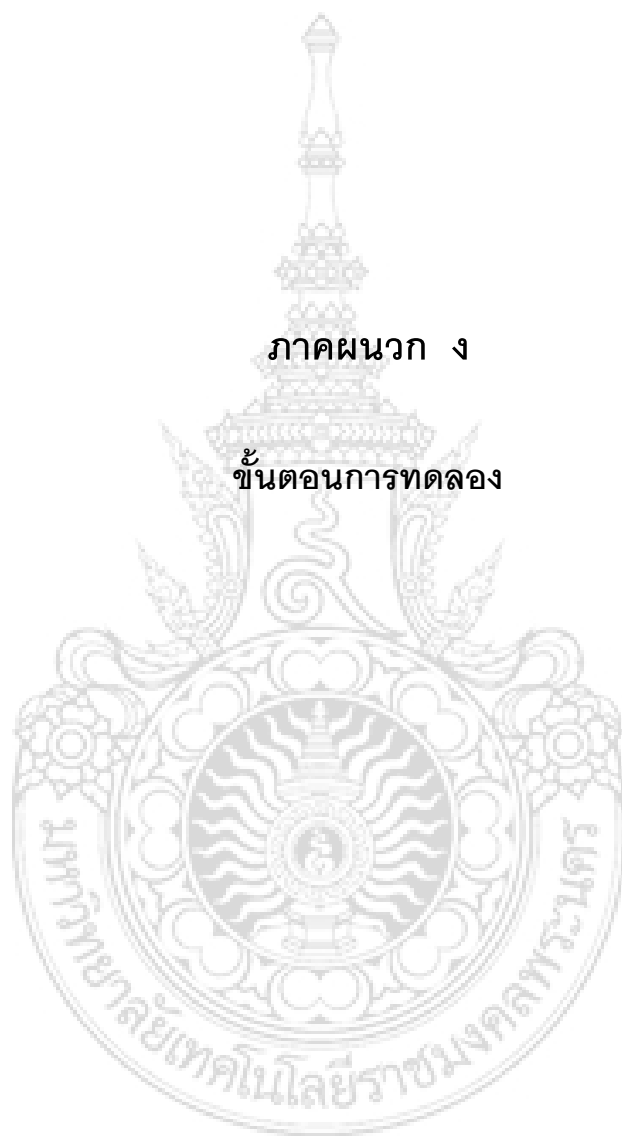 ภาคผนวก ง
ขั้นตอนการทดลอง
มหาวิทยาลัยเทคโนโลยีราชมงคลพระนคร